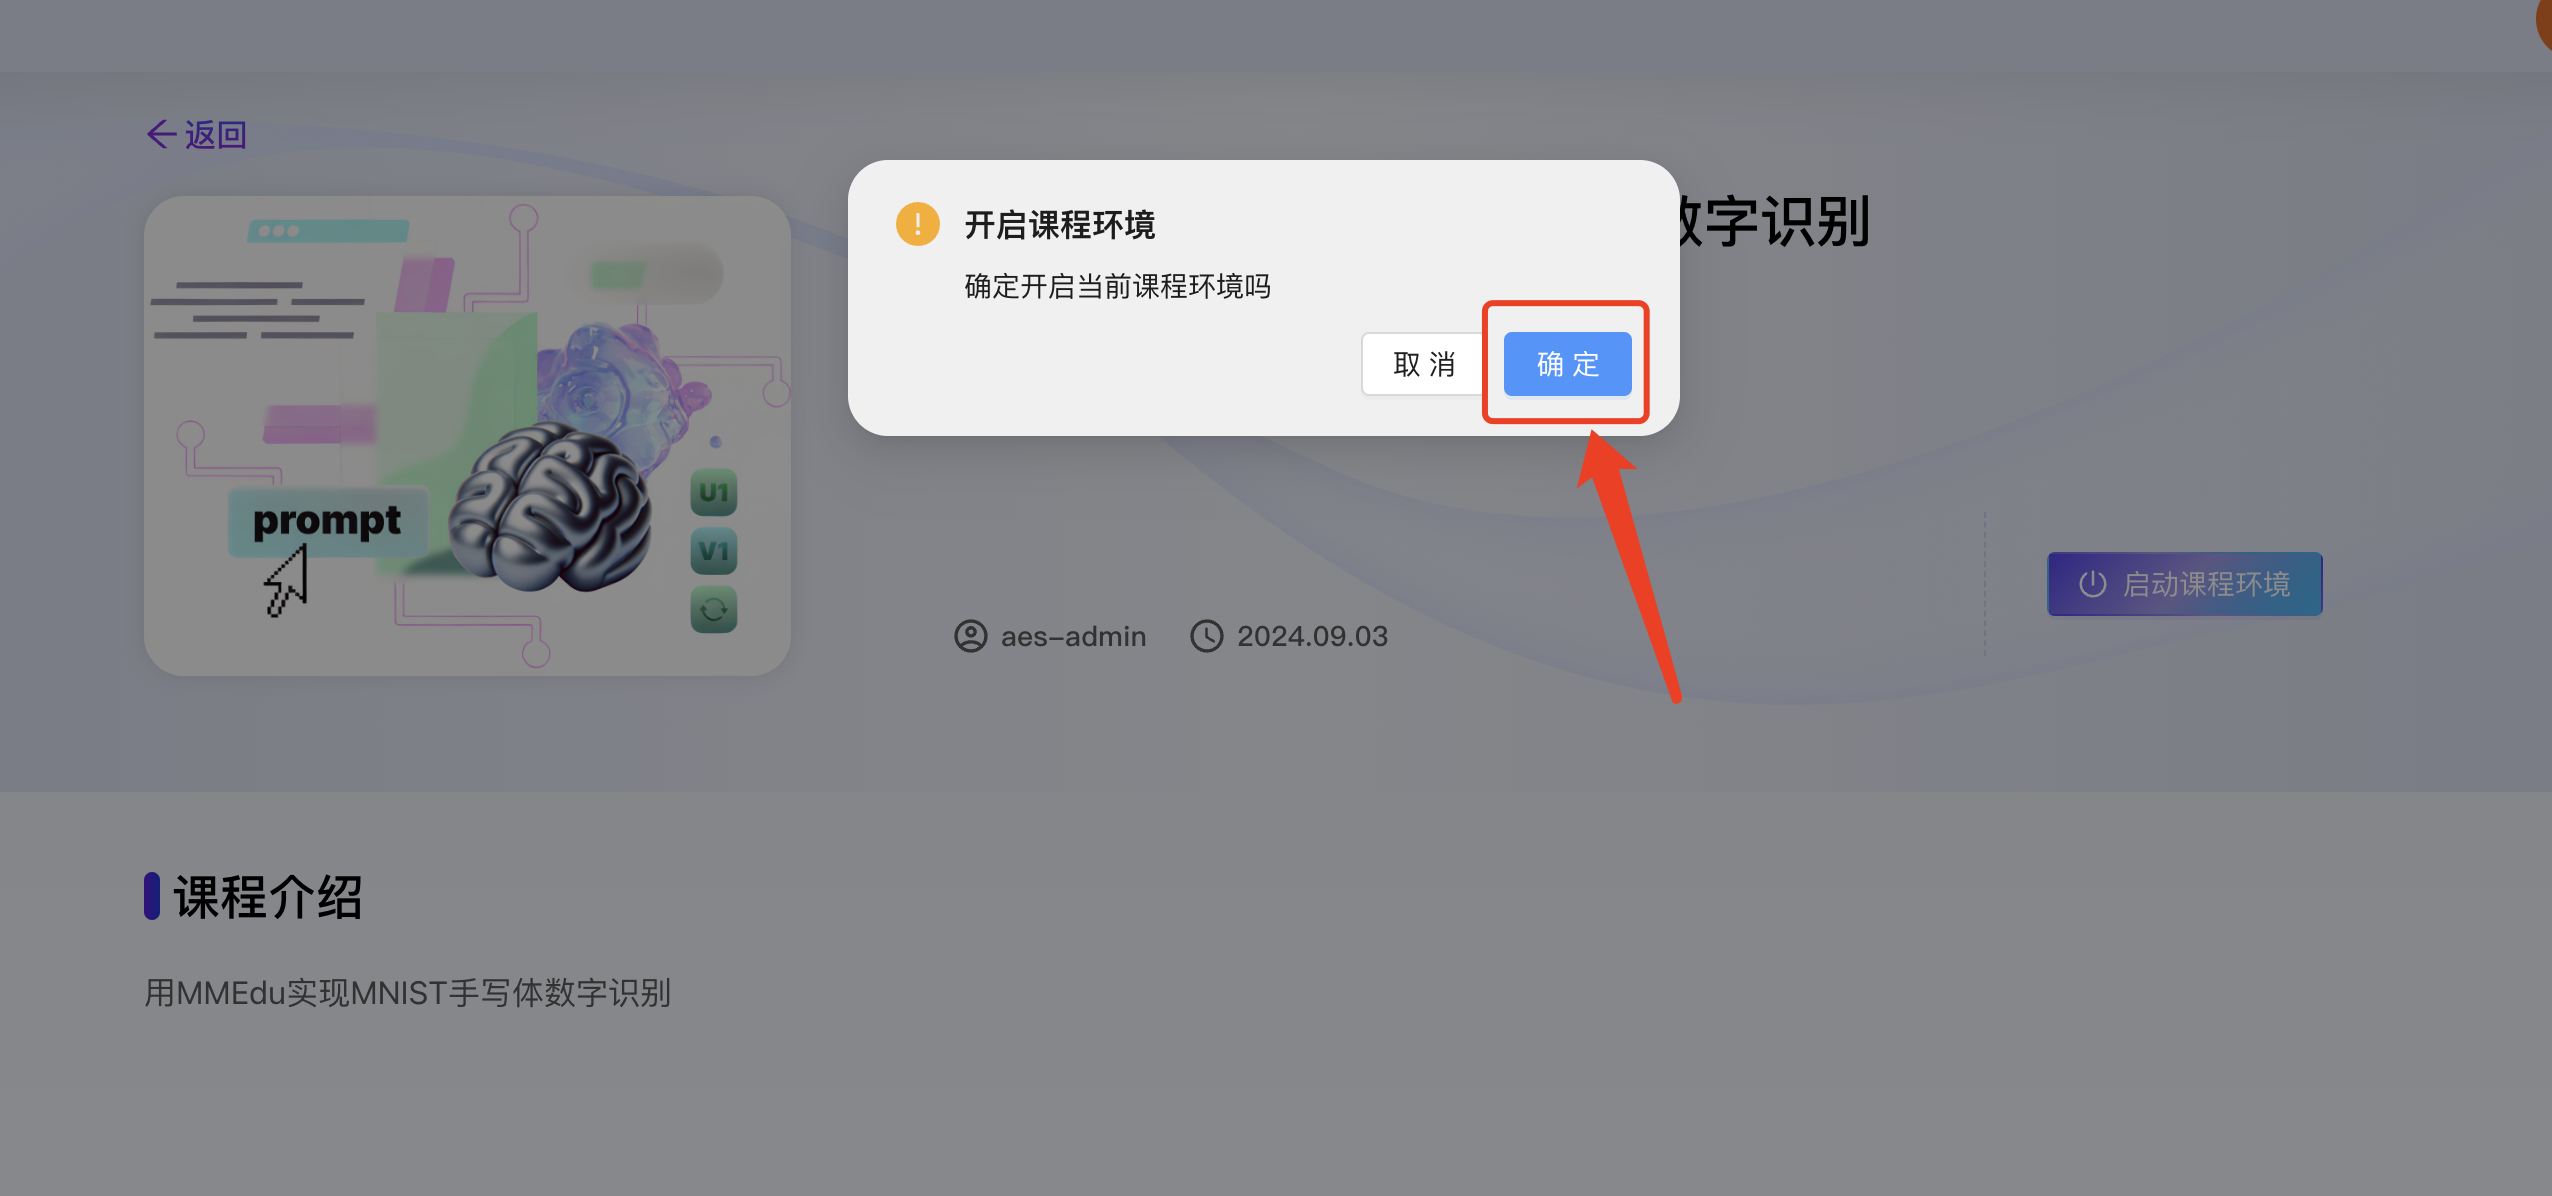 返回
开启课程环境
数字识别
确定开启当前课程环境吗
取 消
确 定
prompt
U1
V1
启动课程环境
aes-admin
2024.09.03
课程介绍
用MMEdu实现MNIST手写体数字识别